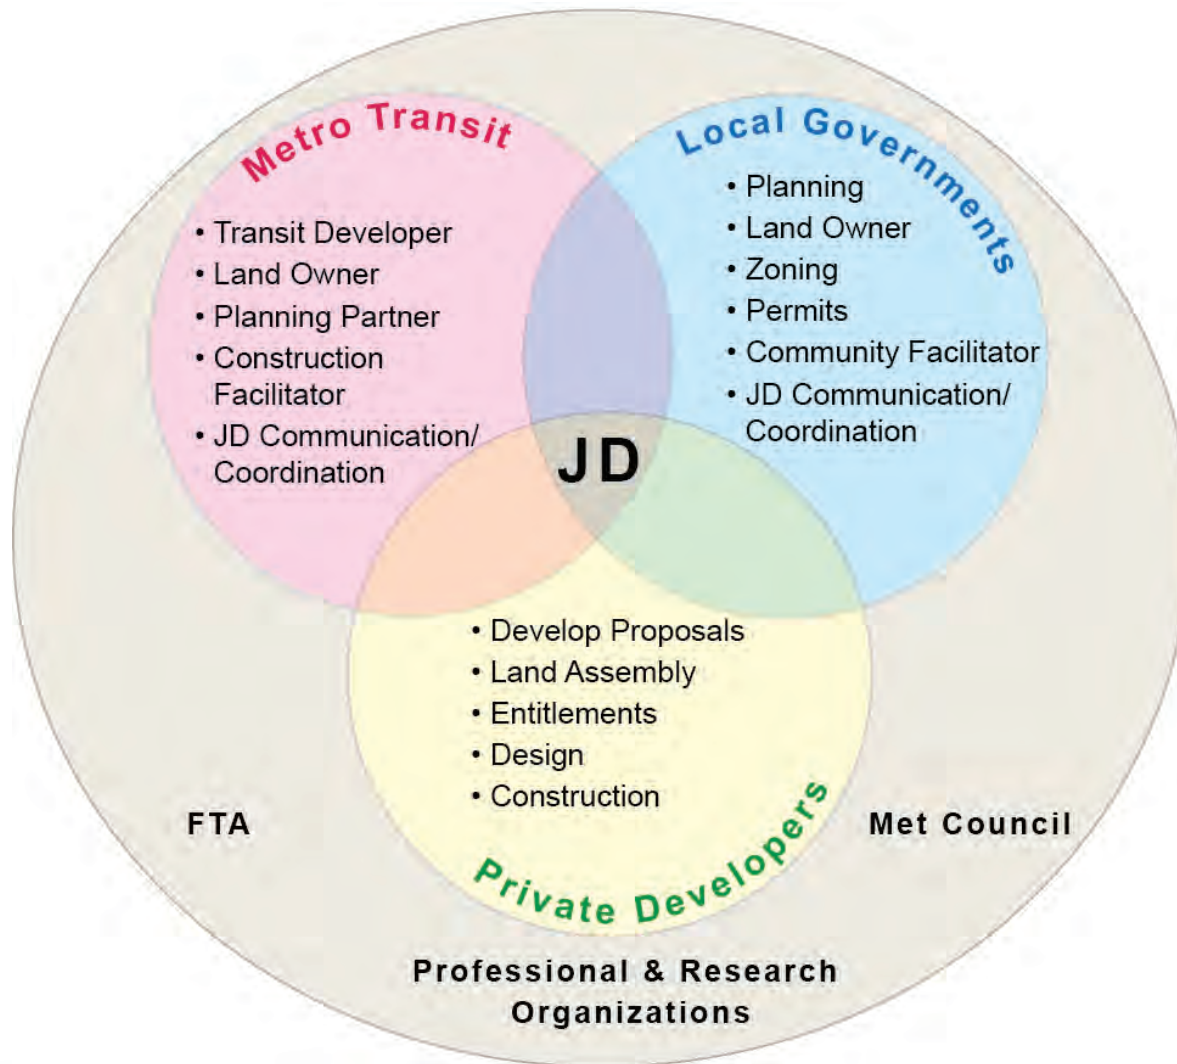 Metro Transit
• Transit Developer
• Land Owner
• Planning Partner
• Construction
Facilitator
• JD Communication/
Coordination
Local Governments
• Planning
• Land Owner
• Zoning
• Permits
• Community Facilitator
• JD Communication/
Coordination
JD
• Develop Proposals
• Land Assembly
• Entitlements
• Design
• Construction
Private Developers
FTA
Met Council
Professional & Research
Organizations